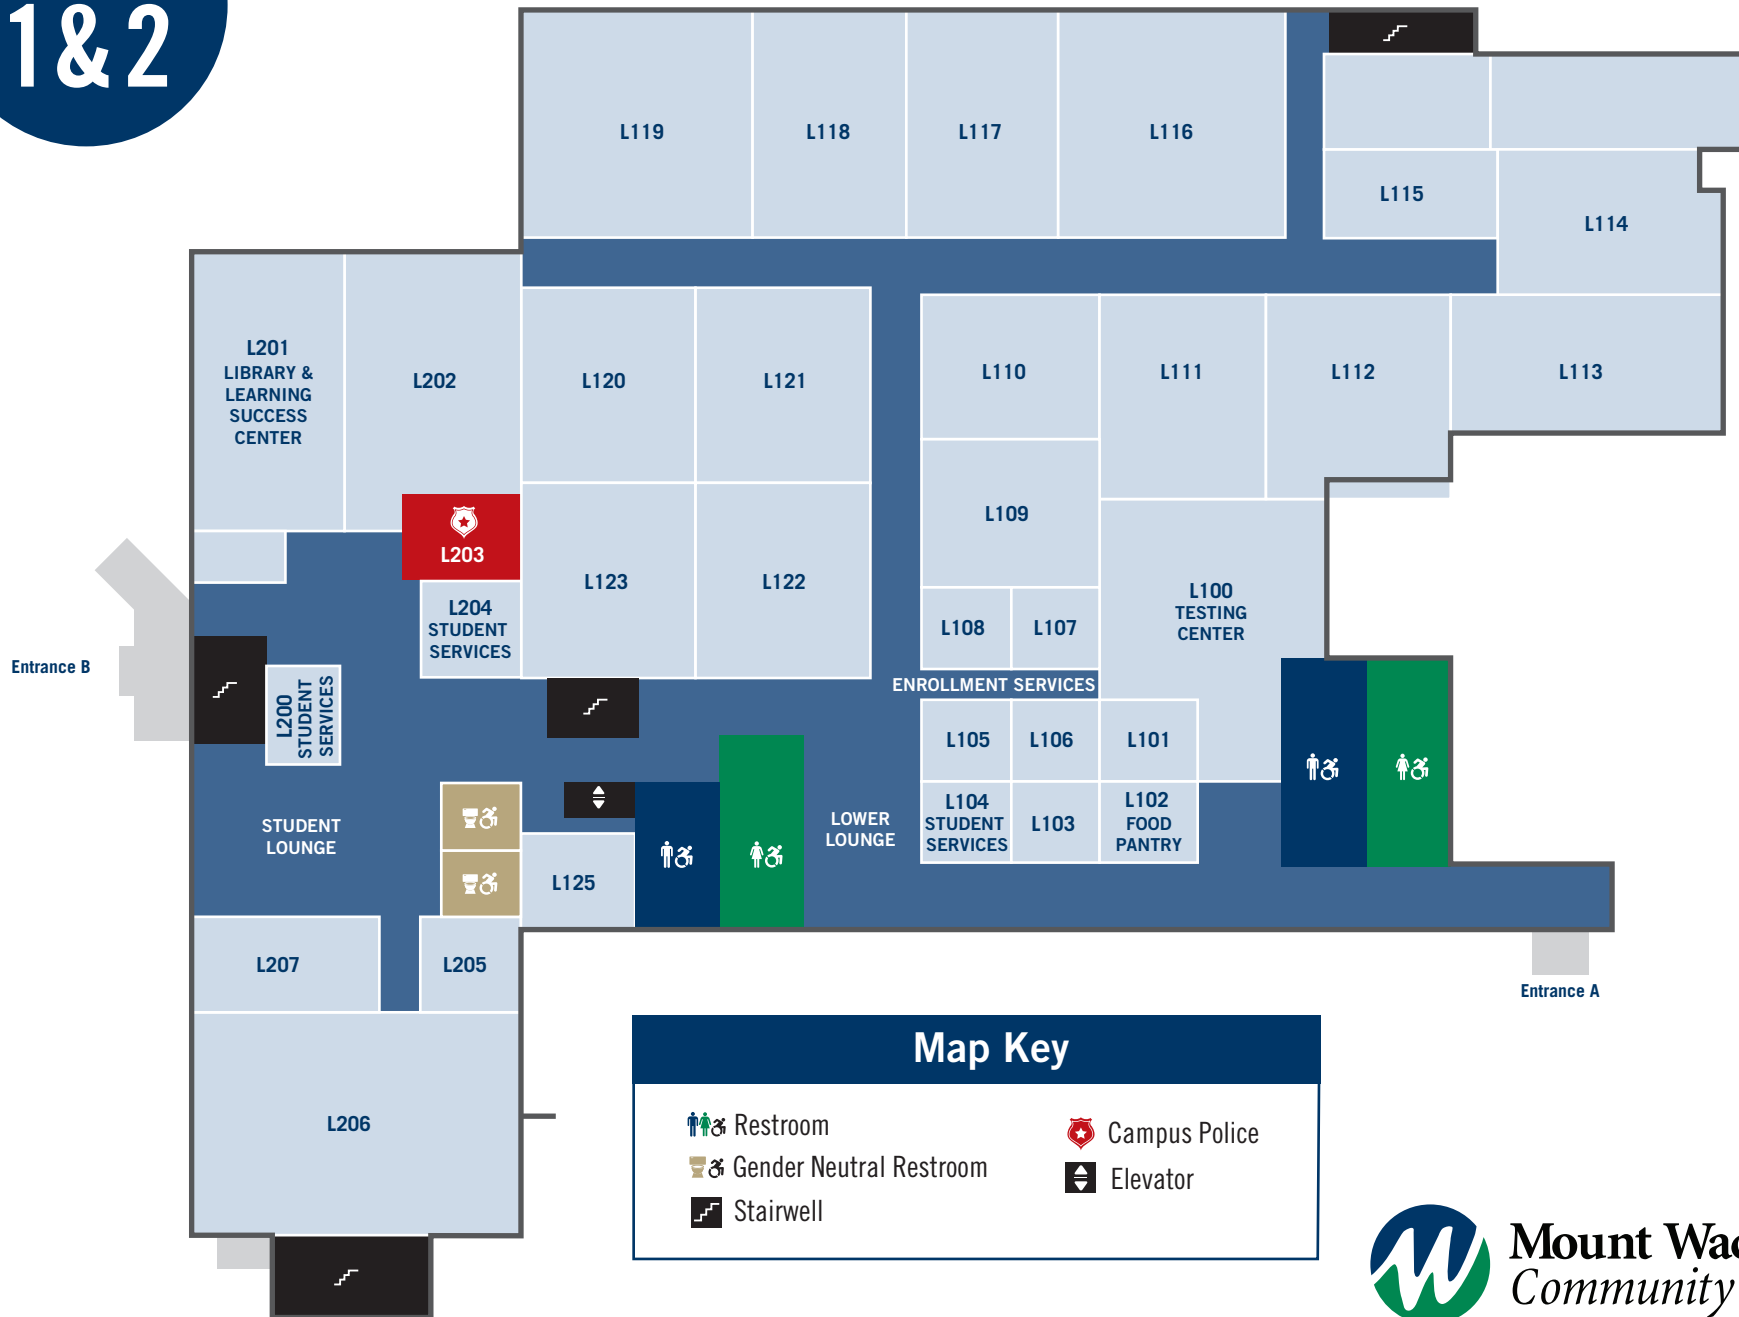 1&2
L119
L118
L117
L116
L115
L114
L201
LIBRARY &
LEARNING
SUCCESS
CENTER
L202
L120
L121
L110
L111
L112
L113
L203
L109
L204
STUDENT
SERVICES
L123
L122
L100
TESTING
CENTER
L108
L107
Entrance B
L200
STUDENT
SERVICES
ENROLLMENT SERVICES
L105
L106
L101
STUDENT
LOUNGE
LOWER
LOUNGE
L104
STUDENT
SERVICES
L103
L102
FOOD
PANTRY
L125
L207
L205
Entrance A
L206
Map Key
Restroom
Gender Neutral Restroom
Stairwell
Campus Police
Elevator
Mount
Community